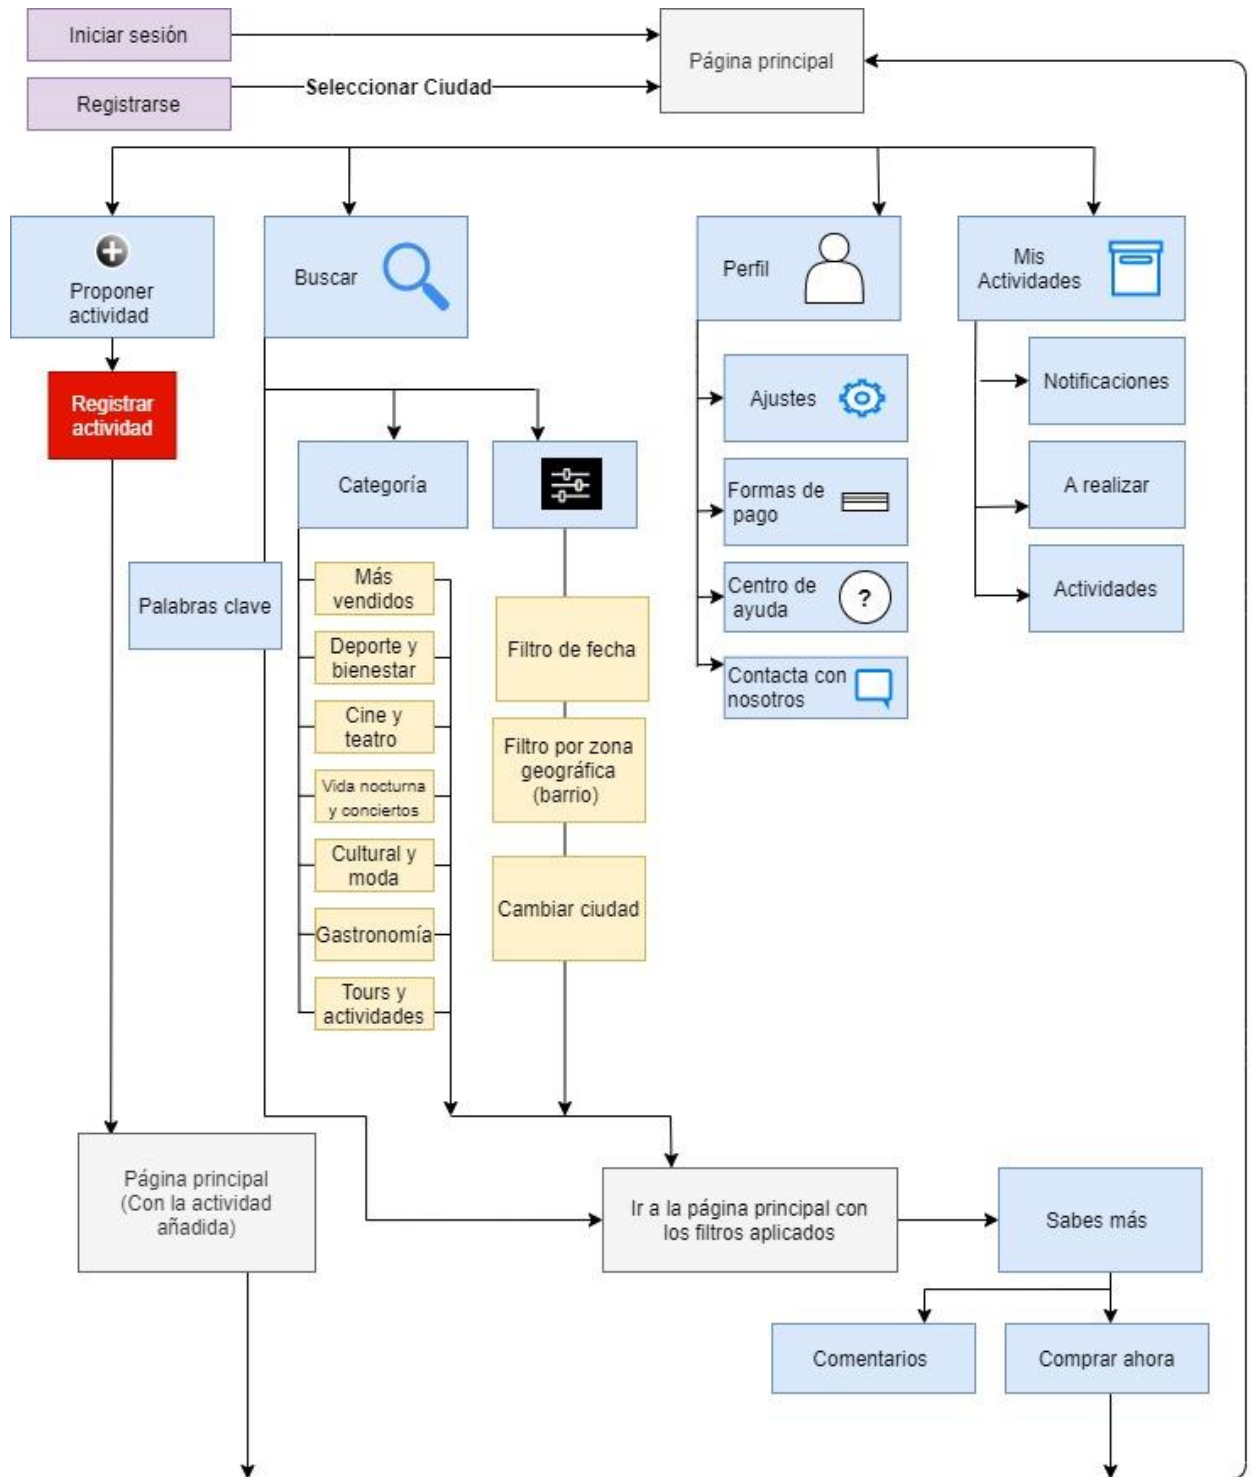 Iniciar sesión
Página principal
Seleccionar Ciudad
Registrarse
Proponer
actividad
Buscar
Perfil
Mis
Actividades
Registrar
actividad
Categoría
Ajustes
Notificaciones
Formas de
pago
A realizar
Palabras clave
Más
vendidos
Deporte y
bienestar
Cine y
teatro
Vida nocturna
y conciertos
Cultural y
moda
Gastronomía
Tours y
actividades
Filtro de fecha
Filtro por zona
geográfica
(barrio)
Cambiar ciudad
Centro de
ayuda
?
Contacta con
nosotros
Actividades
Página principal
(Con la actividad
añadida)
Ir a la página principal con
los filtros aplicados
Sabes más
Comentarios
Comprar ahora